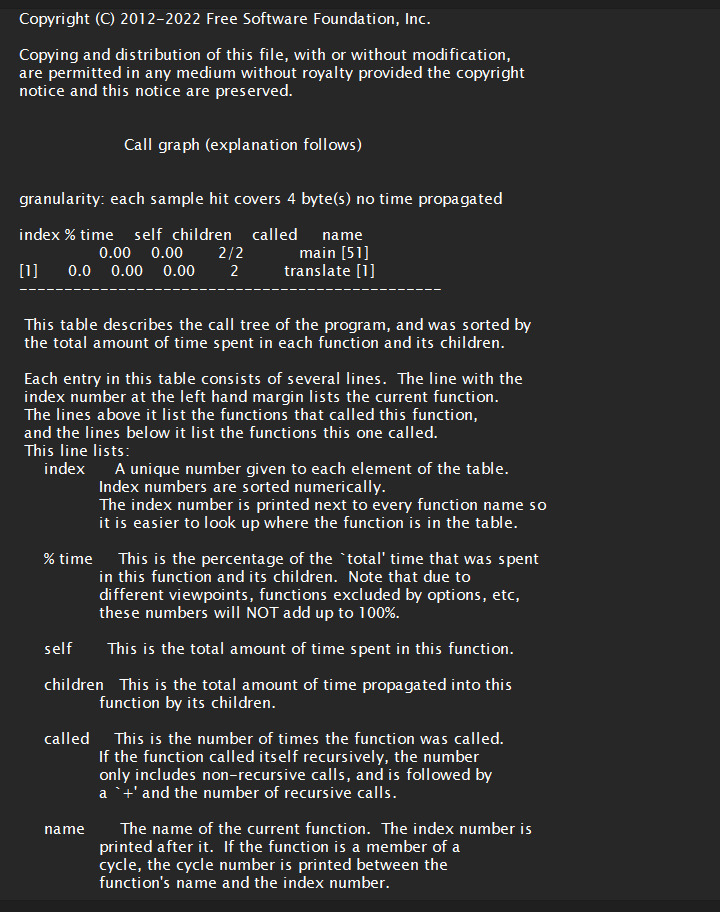 Copyright (C) 2012-2022 Free Software Foundation, Inc.
Copying and distribution of this file, with or without modification,
are permitted in any medium without royalty provided the copyright
notice and this notice are preserved.
Call graph (explanation follows)
granularity: each sample hit covers 4 byte(s) no time propagated
index % time    self  children    called     name
0.00    0.00       2/2           main [51]
[1]      0.0    0.00    0.00       2         translate [1]
-----------------------------------------------
This table describes the call tree of the program, and was sorted by
the total amount of time spent in each function and its children.
Each entry in this table consists of several lines.  The line with the
index number at the left hand margin lists the current function.
The lines above it list the functions that called this function,
and the lines below it list the functions this one called.
This line lists:
index      A unique number given to each element of the table.
Index numbers are sorted numerically.
The index number is printed next to every function name so
it is easier to look up where the function is in the table.
% time     This is the percentage of the `total' time that was spent
in this function and its children.  Note that due to
different viewpoints, functions excluded by options, etc,
these numbers will NOT add up to 100%.
self       This is the total amount of time spent in this function.
children   This is the total amount of time propagated into this
function by its children.
called     This is the number of times the function was called.
If the function called itself recursively, the number
only includes non-recursive calls, and is followed by
a `+' and the number of recursive calls.
name       The name of the current function.  The index number is
printed after it.  If the function is a member of a
cycle, the cycle number is printed between the
function's name and the index number.